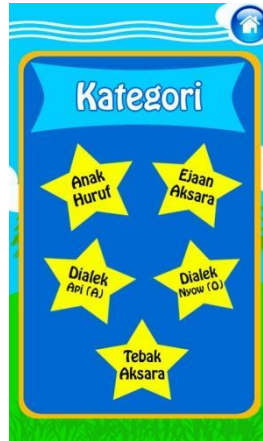 Kategori
Anak
Huruf
Ejaan
Aksara
Dialek
Api (A)
Dialek
Nyow (O)
Tebak
Aksara